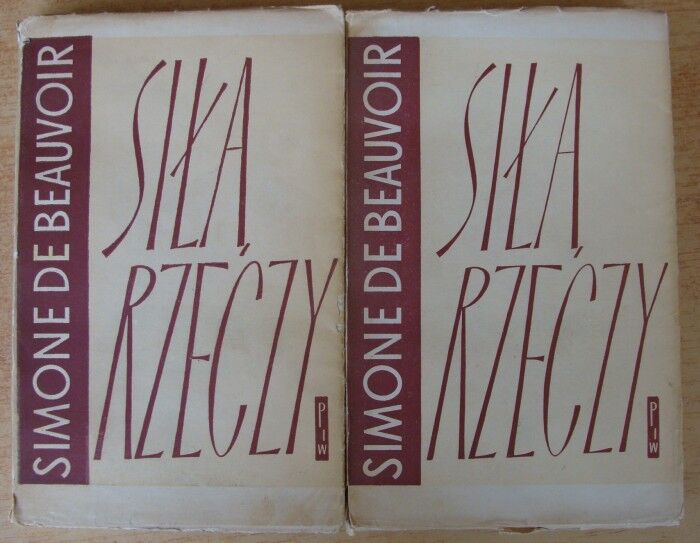 SIMONE DE BEAUVOIR
SIŁA
RZECZY
PIW
SIMONE DE BEAUVOIR
SIŁA
RZECZY
PIW